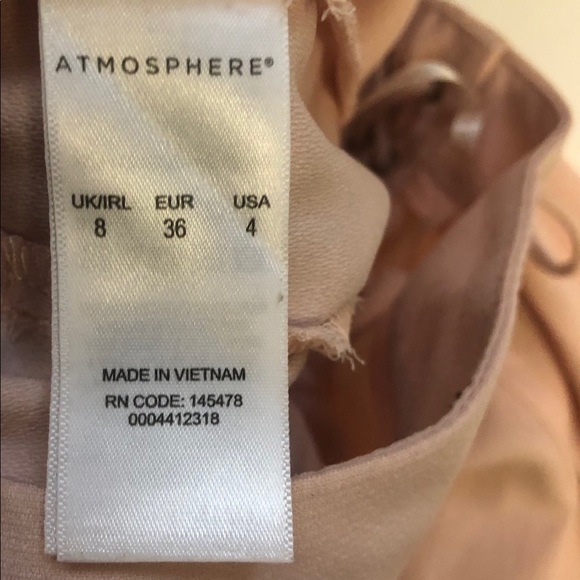 ATMOSPHERE®
UK/IRL EUR USA
8 36 4
MADE IN VIETNAM
RN CODE: 145478
0004412318